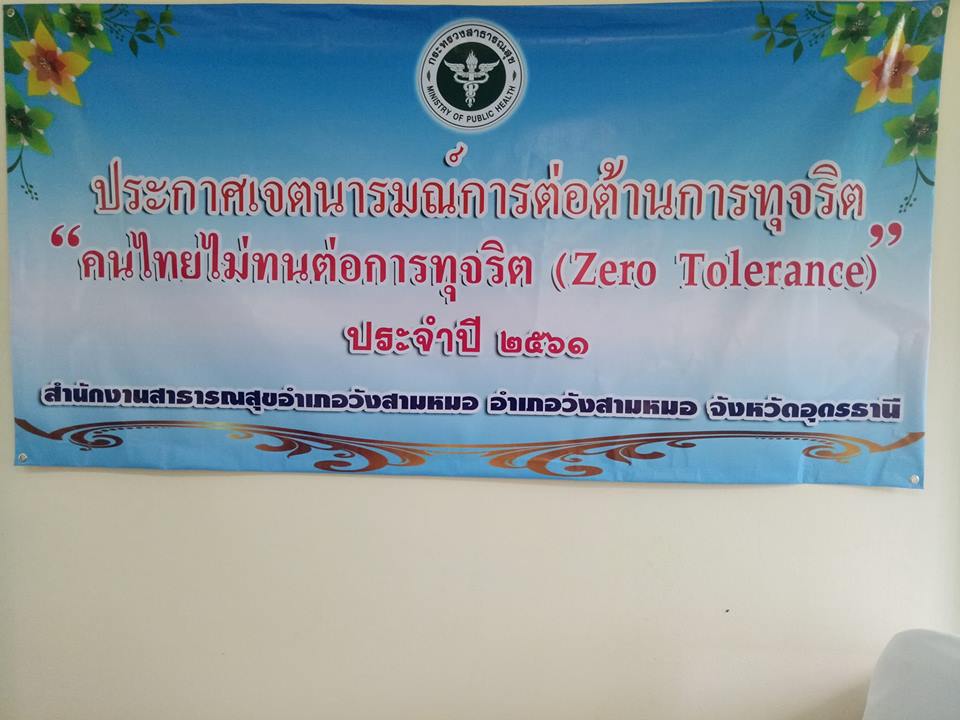 กระทรวงสาธารณสุข
MINISTRY OF PUBLIC HEALTH
ประกาศเจตนารมณ์การต่อต้านการทุจริต
“คนไทยไม่ทนต่อการทุจริต (Zero Tolerance)”
ประจำปี ๒๕๖๑
สำนักงานสาธารณสุขอำเภอวังสามหมอ อำเภอวังสามหมอ จังหวัดอุดรธานี